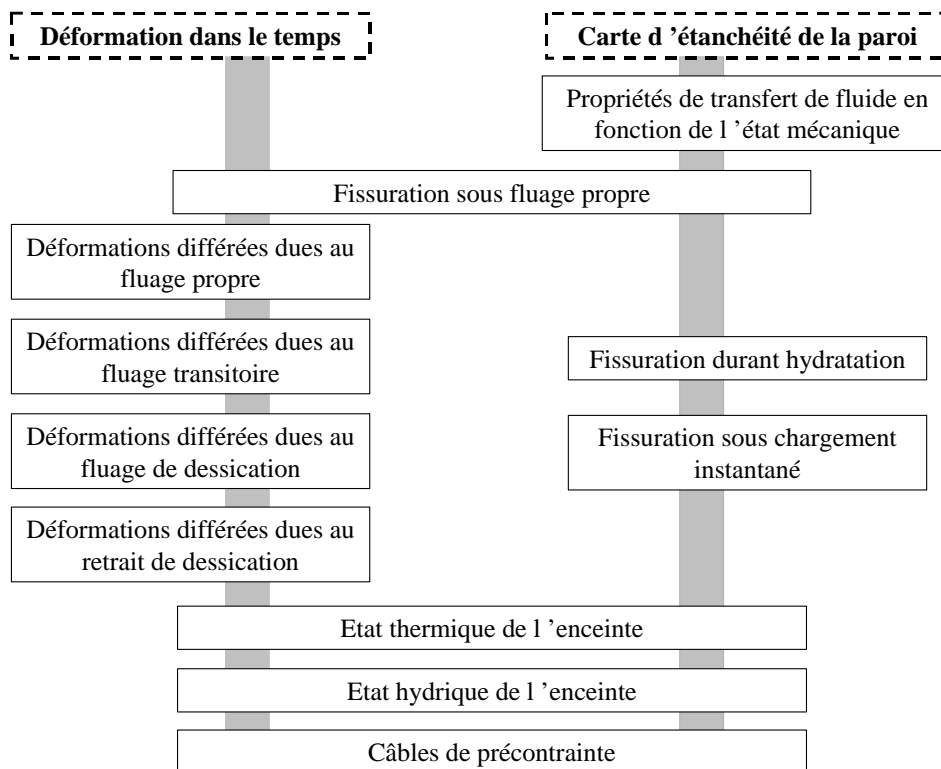 Déformation dans le temps
Carte d ’étanchéité de la paroi
Propriétés de transfert de fluide en
fonction de l ’état mécanique
Fissuration sous fluage propre
Déformations différées dues au
fluage propre
Déformations différées dues au
fluage transitoire
Fissuration durant hydratation
Déformations différées dues au
fluage de dessication
Fissuration sous chargement
instantané
Déformations différées dues au
retrait de dessication
Etat thermique de l ’enceinte
Etat hydrique de l ’enceinte
Câbles de précontrainte